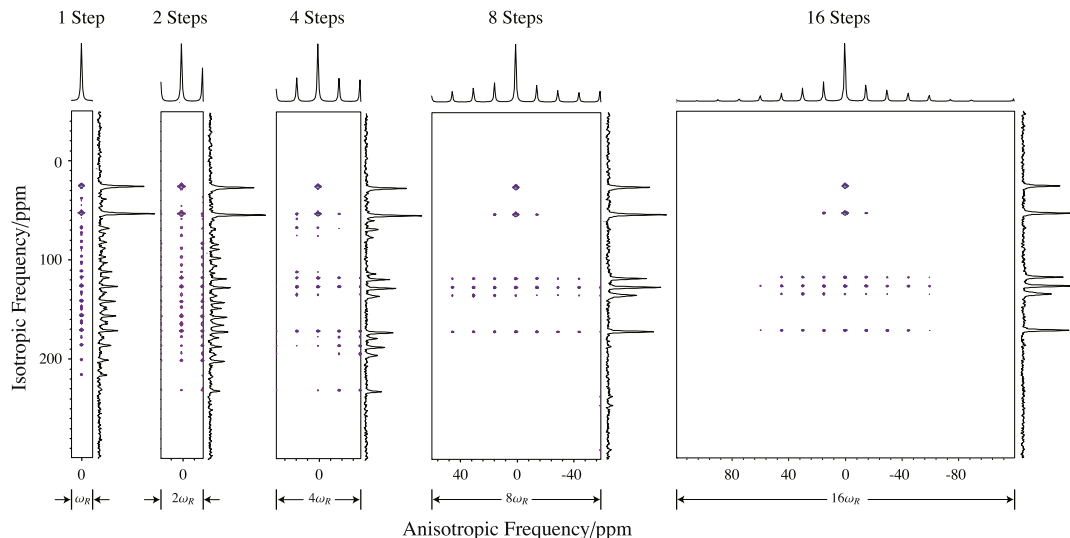 1 Step 2 Steps 4 Steps 8 Steps 16 Steps
Isotropic Frequency/ppm
0
100
200
0 0 0 40 0 -40 80 40 0 -40 -80
ωR 2ωR 4ωR 8ωR 16ωR
Anisotropic Frequency/ppm